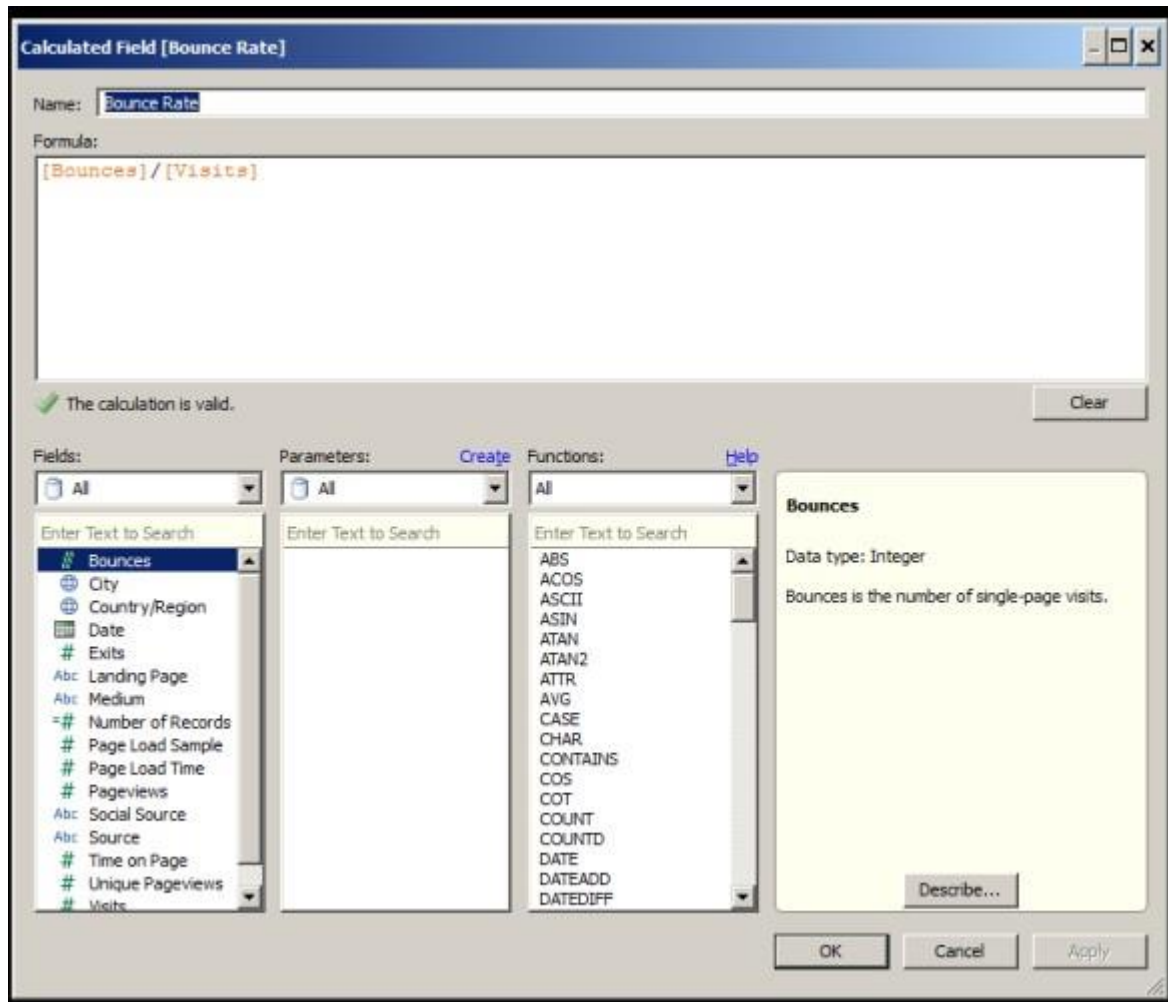 Calculated Field [Bounce Rate]
Name: Bounce Rate
Formula:
[Bounces]/[Visits]
The calculation is valid.
Clear
Fields:
All
Enter Text to Search
# Bounces
City
Country/Region
Date
# Exits
Abc Landing Page
Abc Medium
=# Number of Records
# Page Load Sample
# Page Load Time
# Pageviews
Abc Social Source
Abc Source
# Time on Page
# Unique Pageviews
# Visits
Parameters: Create
All
Enter Text to Search
Functions: Help
All
Enter Text to Search
ABS
ACOS
ASCII
ASIN
ATAN
ATAN2
ATTR
AVG
CASE
CHAR
CONTAINS
COS
COT
COUNT
COUNTD
DATE
DATEADD
DATEDIFF
Bounces
Data type: Integer
Bounces is the number of single-page visits.
Describe...
OK Cancel Apply